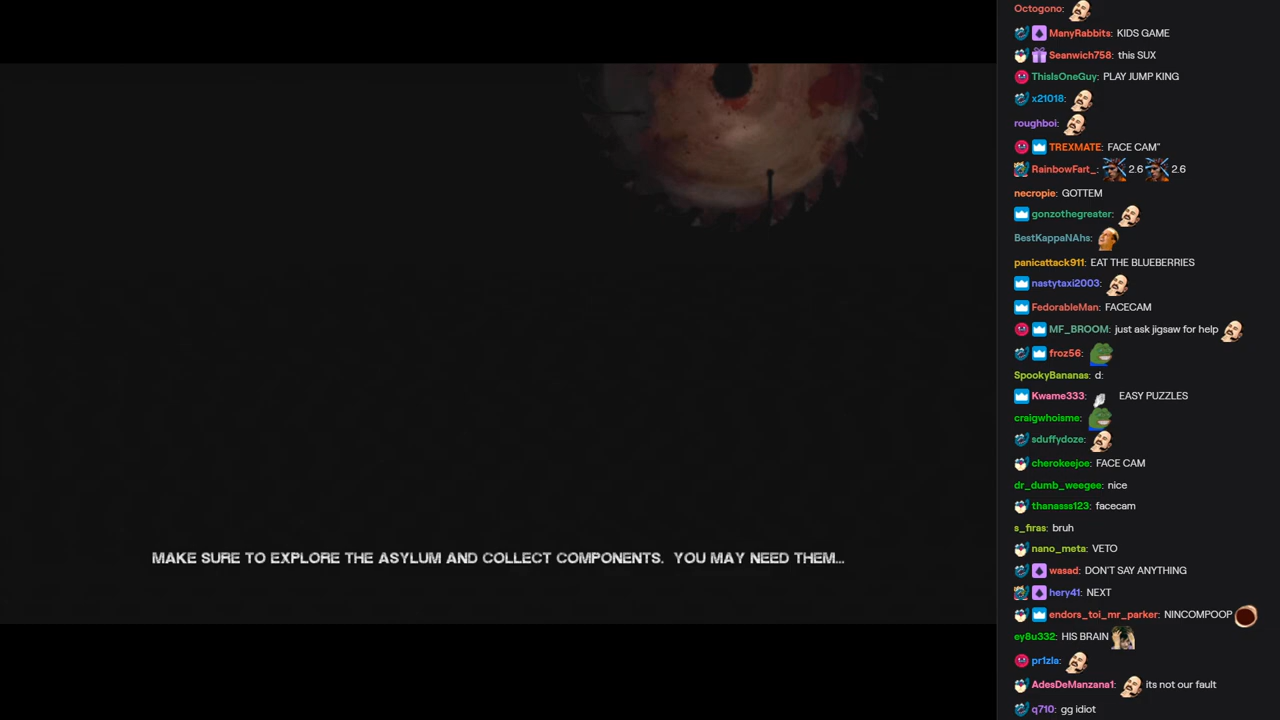 Octogono:
ManyRabbits: KIDS GAME
Seanwich758: this SUX
ThisIsOneGuy: PLAY JUMP KING
x21018:
roughboi:
TREXMATE: FACE CAM"
RainbowFart_: 2.6 2.6
necropie: GOTTEM
gonzothegreater:
BestKappaNAhs:
panicattack911: EAT THE BLUEBERRIES
nastytaxi2003:
FedorableMan: FACECAM
MF_BROOM: just ask jigsaw for help
froz56:
SpookyBananas: d:
Kwame333: EASY PUZZLES
craigwhoisme:
sduffydoze:
cherokeejoe: FACE CAM
dr_dumb_weegee: nice
thanasss123: facecam
s_firas: bruh
nano_meta: VETO
wasad: DON'T SAY ANYTHING
hery41: NEXT
endors_toi_mr_parker: NINCOMPOOP
ey8u332: HIS BRAIN
pr1zla:
AdesDeManzana1: its not our fault
q710: gg idiot
MAKE SURE TO EXPLORE THE ASYLUM AND COLLECT COMPONENTS. YOU MAY NEED THEM...